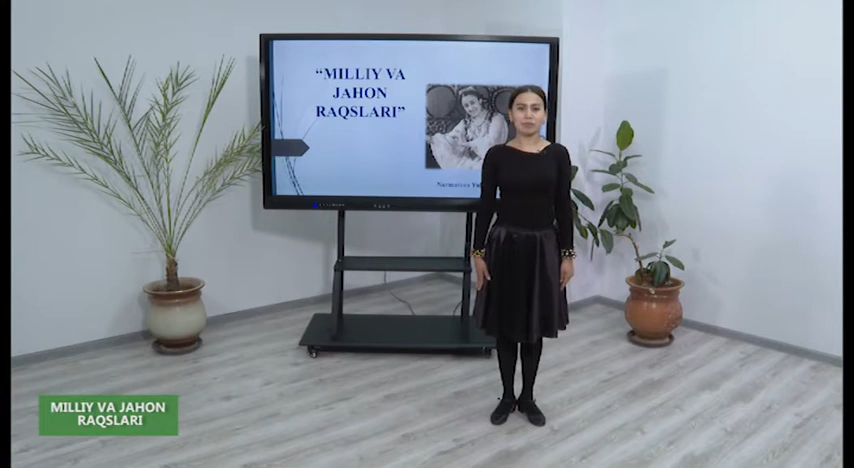 “MILLIY VA
JAHON
RAQSLARI”
MILLIY VA JAHON
RAQSLARI